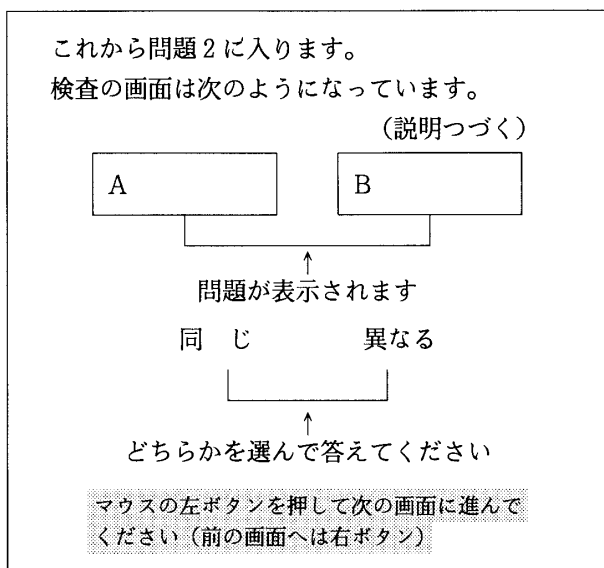 これから問題2に入ります。
検査の画面は次のようになっています。
(説明つづく)
A
B
↑
問題が表示されます
同 じ 異なる
↑
どちらかを選んで答えてください
マウスの左ボタンを押して次の画面に進んで
ください(前の画面へは右ボタン)